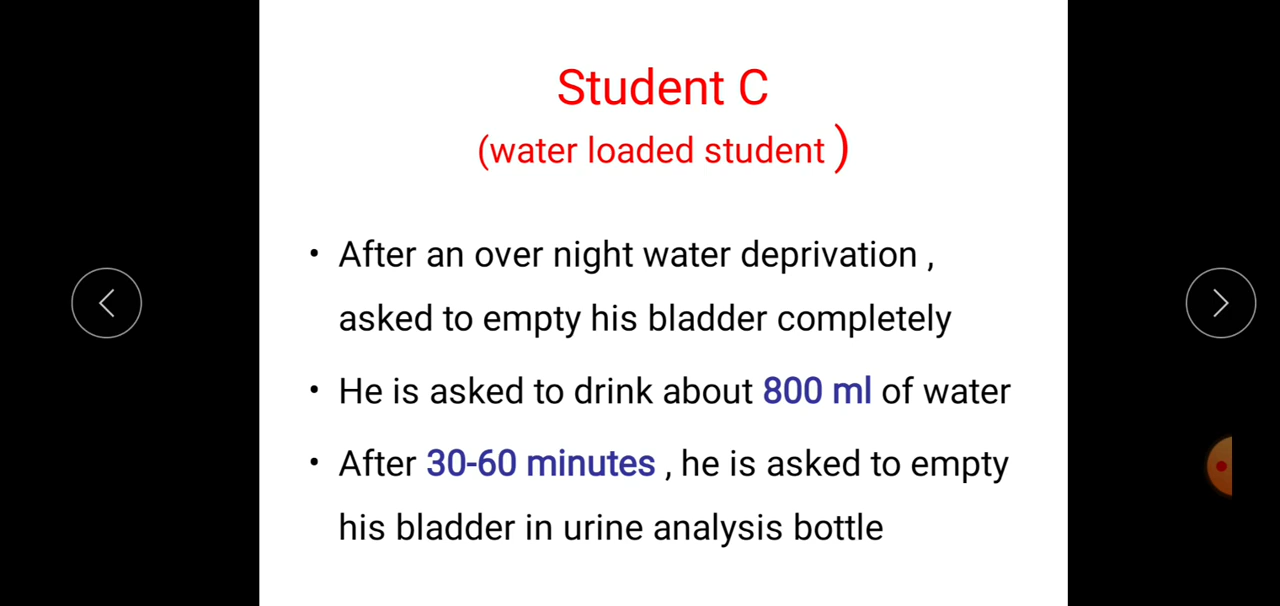 Student C
(water loaded student )
• After an over night water deprivation ,
asked to empty his bladder completely
• He is asked to drink about 800 ml of water
• After 30-60 minutes , he is asked to empty
his bladder in urine analysis bottle